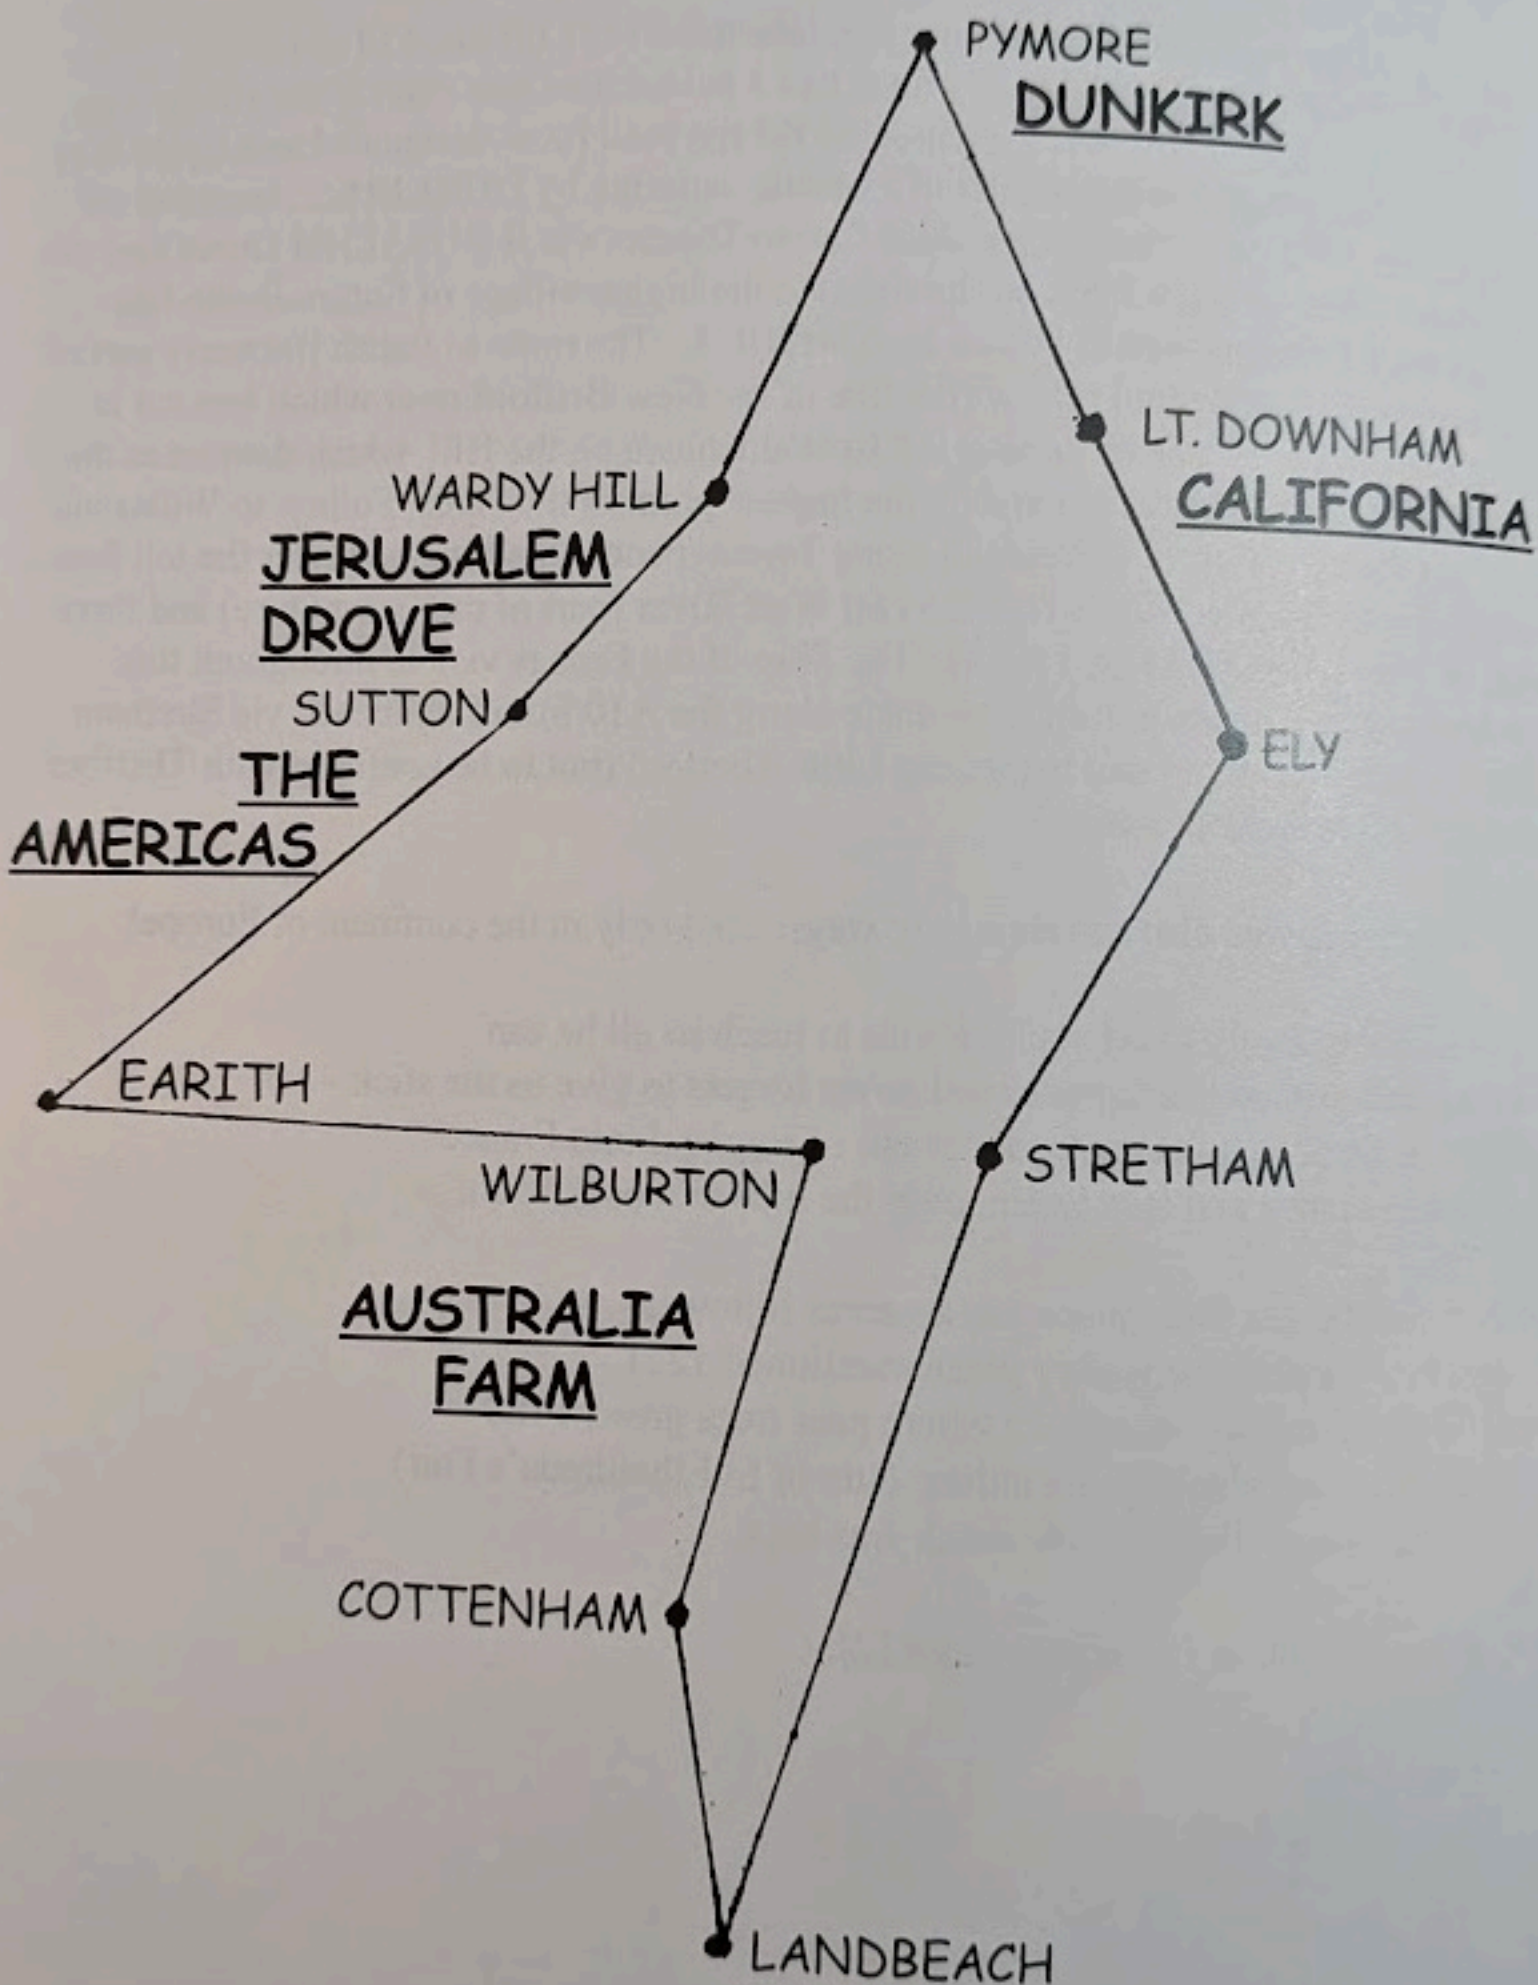 PYMORE
DUNKIRK
LT. DOWNHAM
CALIFORNIA
WARDY HILL
JERUSALEM
DROVE
SUTTON
THE
AMERICAS
ELY
EARITH
WILBURTON
STRETHAM
AUSTRALIA
FARM
COTTENHAM
LANDBEACH